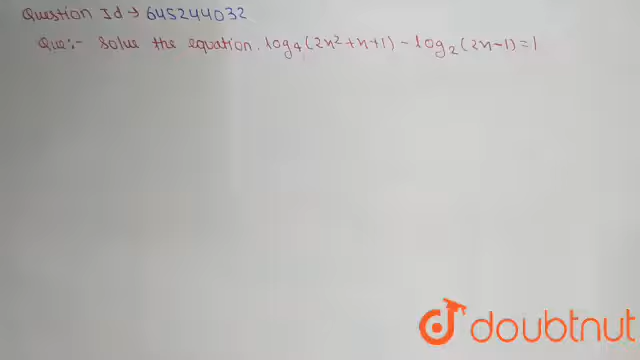 Question Id → 645244032
Que:- Solve the equation. log₄(2x²+x+1) - log₂(2x-1) = 1
doubtnut